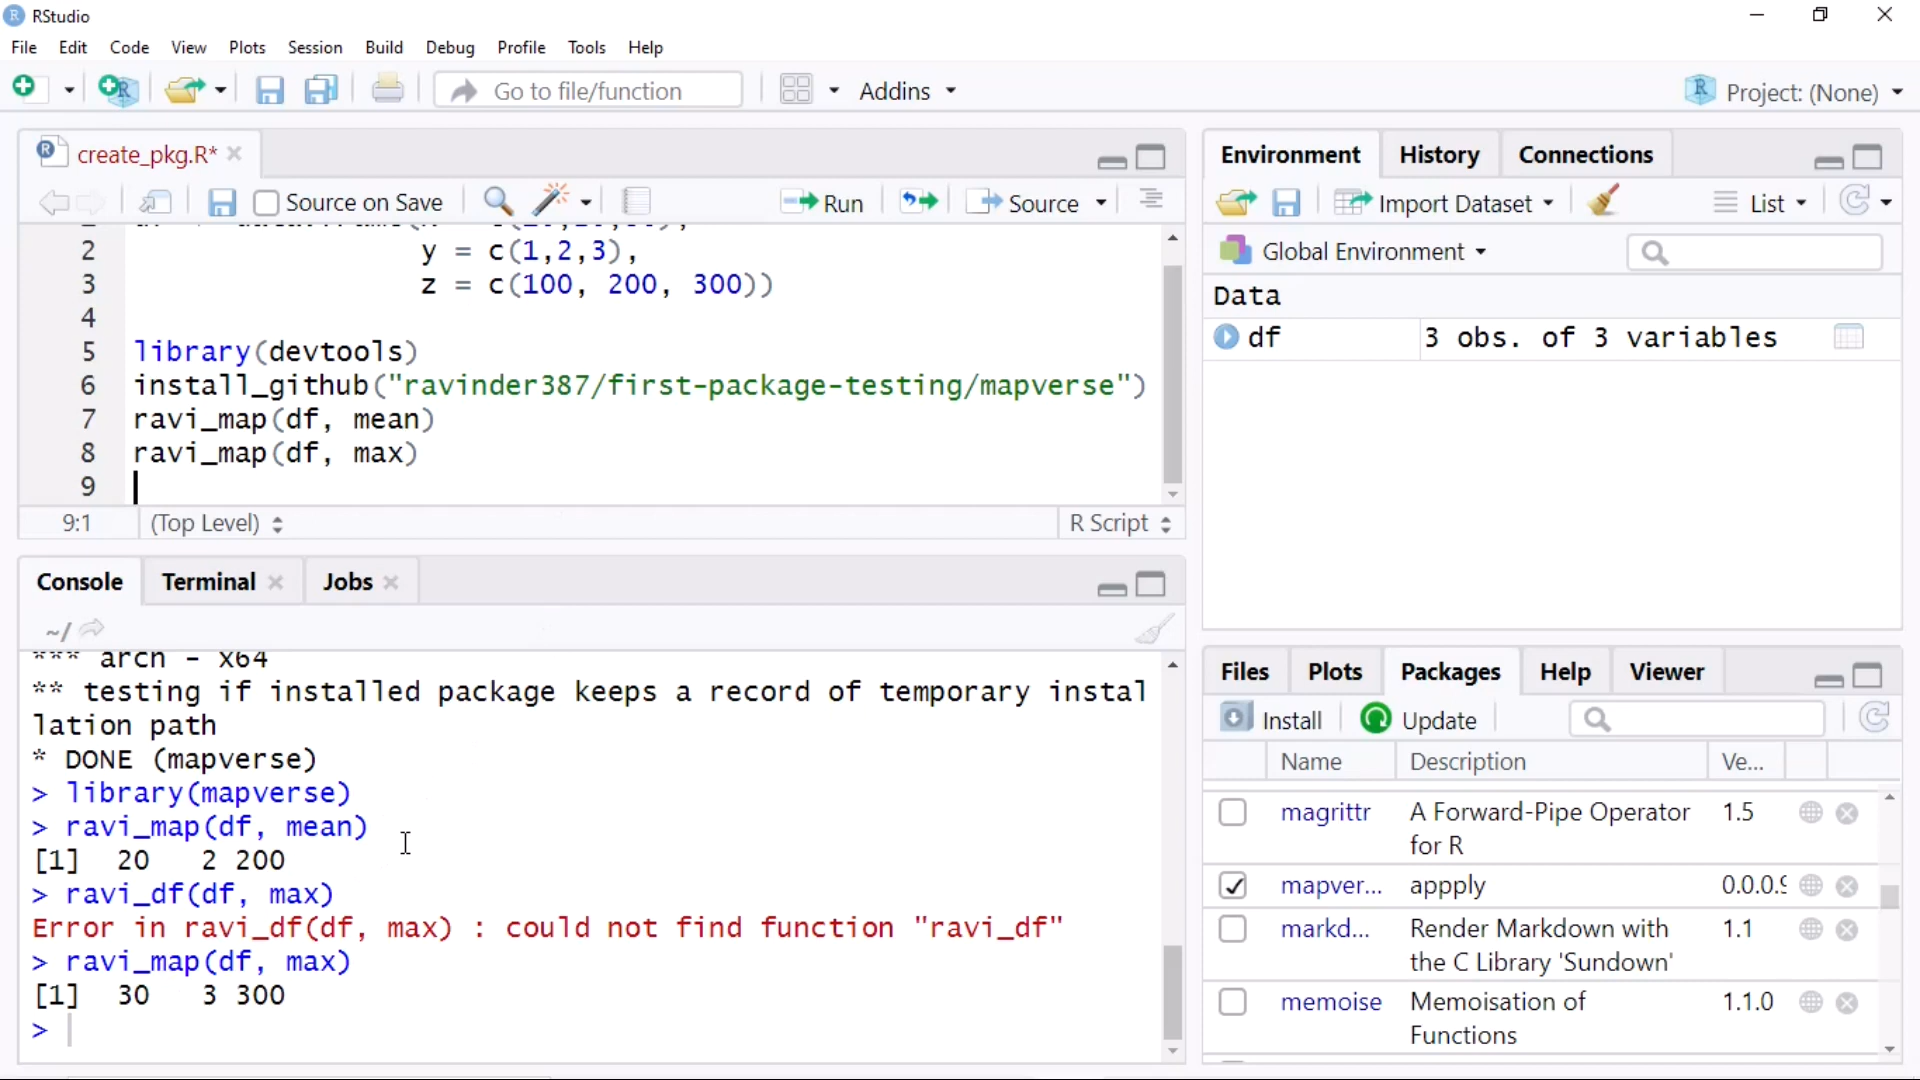 RStudio
File Edit Code View Plots Session Build Debug Profile Tools Help
Go to file/function Addins Project: (None)
create_pkg.R*
Source on Save Run Source
2 y = c(1,2,3),
3 z = c(100, 200, 300))
4
5 library(devtools)
6 install_github("ravinder387/first-package-testing/mapverse")
7 ravi_map(df, mean)
8 ravi_map(df, max)
9
9:1 (Top Level) R Script
Console Terminal Jobs
~/
*** arch - x64
** testing if installed package keeps a record of temporary instal
lation path
* DONE (mapverse)
> library(mapverse)
> ravi_map(df, mean)
[1] 20 2 200
> ravi_df(df, max)
Error in ravi_df(df, max) : could not find function "ravi_df"
> ravi_map(df, max)
[1] 30 3 300
>
Environment History Connections
Import Dataset List
Global Environment
Data
df 3 obs. of 3 variables
Files Plots Packages Help Viewer
Install Update
Name Description Ve...
magrittr A Forward-Pipe Operator 1.5
for R
mapver... appply 0.0.0.9
markd... Render Markdown with 1.1
the C Library 'Sundown'
memoise Memoisation of 1.1.0
Functions